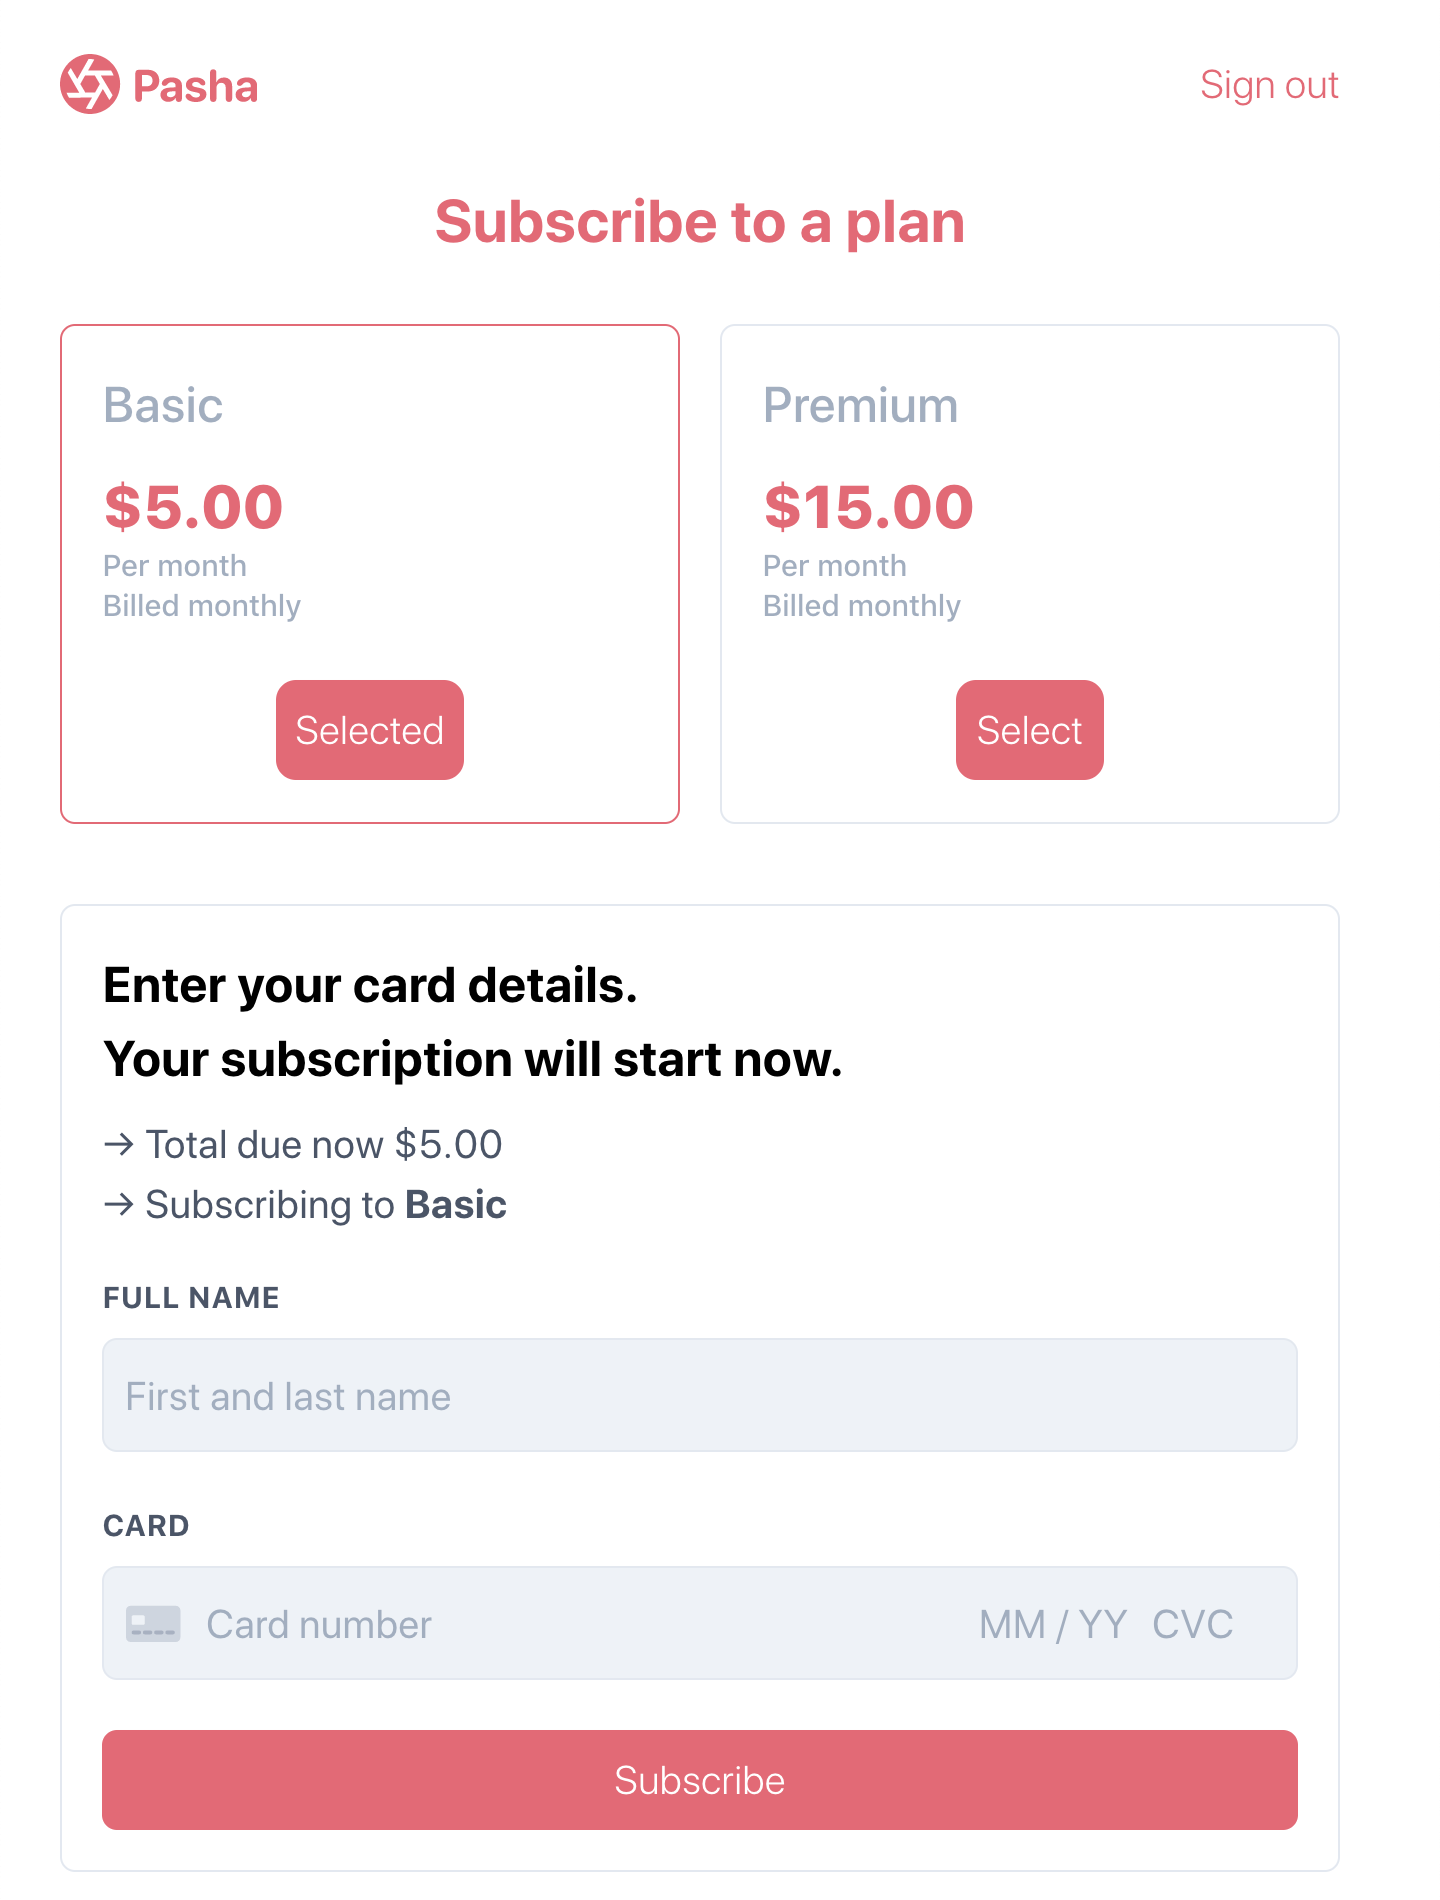 Pasha
Sign out
Subscribe to a plan
Basic
$5.00
Per month
Billed monthly
Selected
Premium
$15.00
Per month
Billed monthly
Select
Enter your card details.
Your subscription will start now.
→ Total due now $5.00
→ Subscribing to Basic
FULL NAME
First and last name
CARD
Card number MM / YY CVC
Subscribe